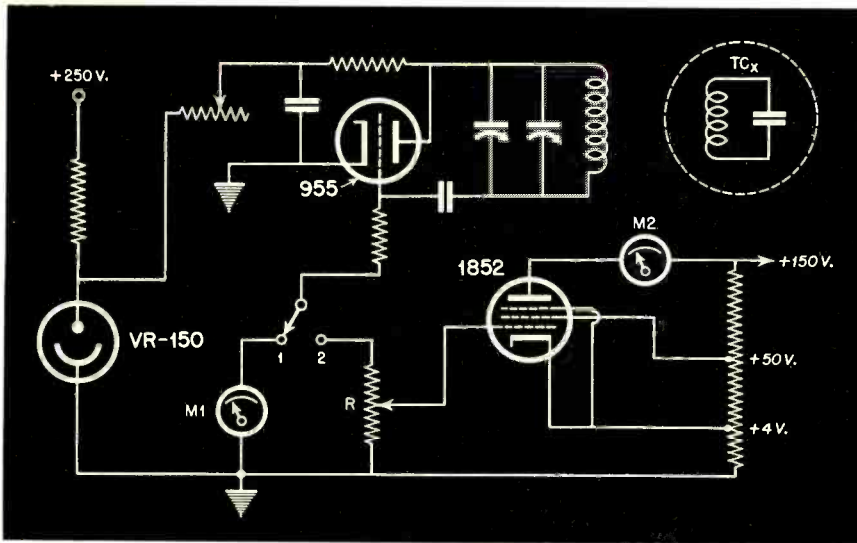 +250 V.
TCx
955
M2
1852
+150 V.
VR-150
1
2
+50 V.
M1
R
+4 V.